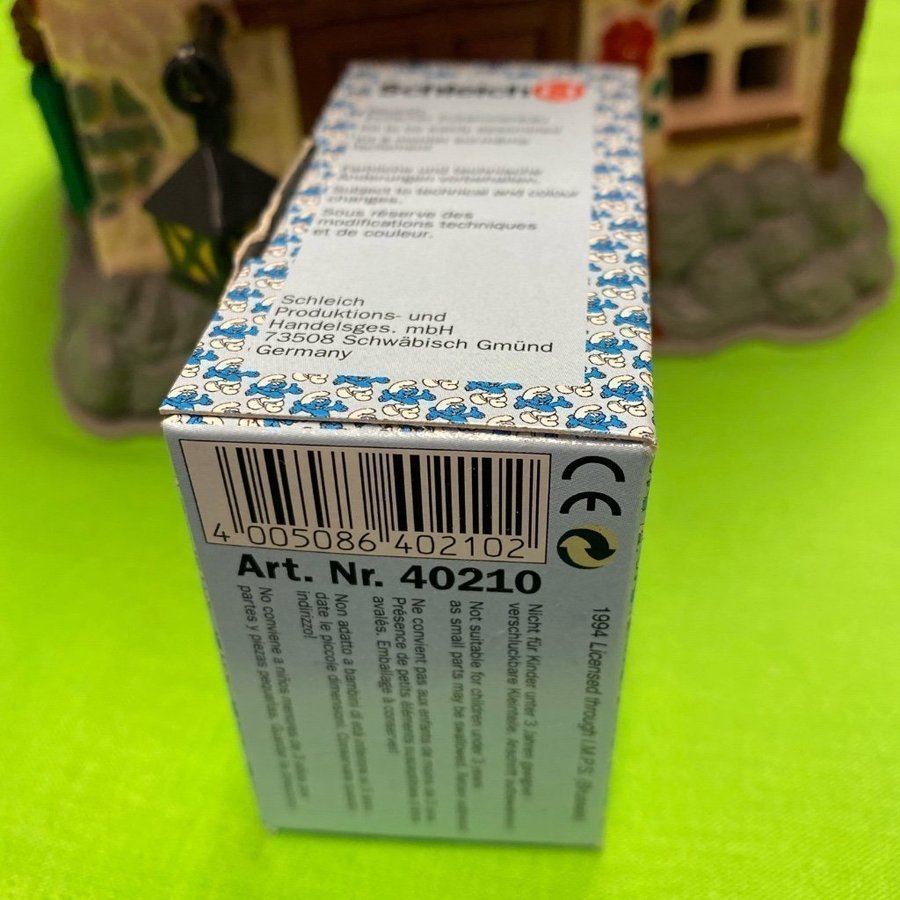 Schleich S
Farbliche und technische
Änderungen vorbehalten.
Subject to technical and colour
changes.
Sous réserve des
modifications techniques
et de couleur.
Schleich
Produktions- und
Handelsges. mbH
73508 Schwäbisch Gmünd
Germany
CE
4 005086 402102
Art. Nr. 40210
1994 Licensed through I.M.P.S. (Brussels)
Nicht für Kinder unter 3 Jahren geeignet
verschluckbare Kleinteile.
Not suitable for children under 3 years
as small parts may be swallowed.
Ne convient pas aux enfants de moins de 3 ans
Présence de petits éléments susceptibles d'être
avalés. Emballage à conserver!
Non adatto a bambini di età inferiore ai 3 anni
date le piccole dimensioni.
indirizzo!
No conviene a niños menores de 3 años
partes y piezas pequeñas.